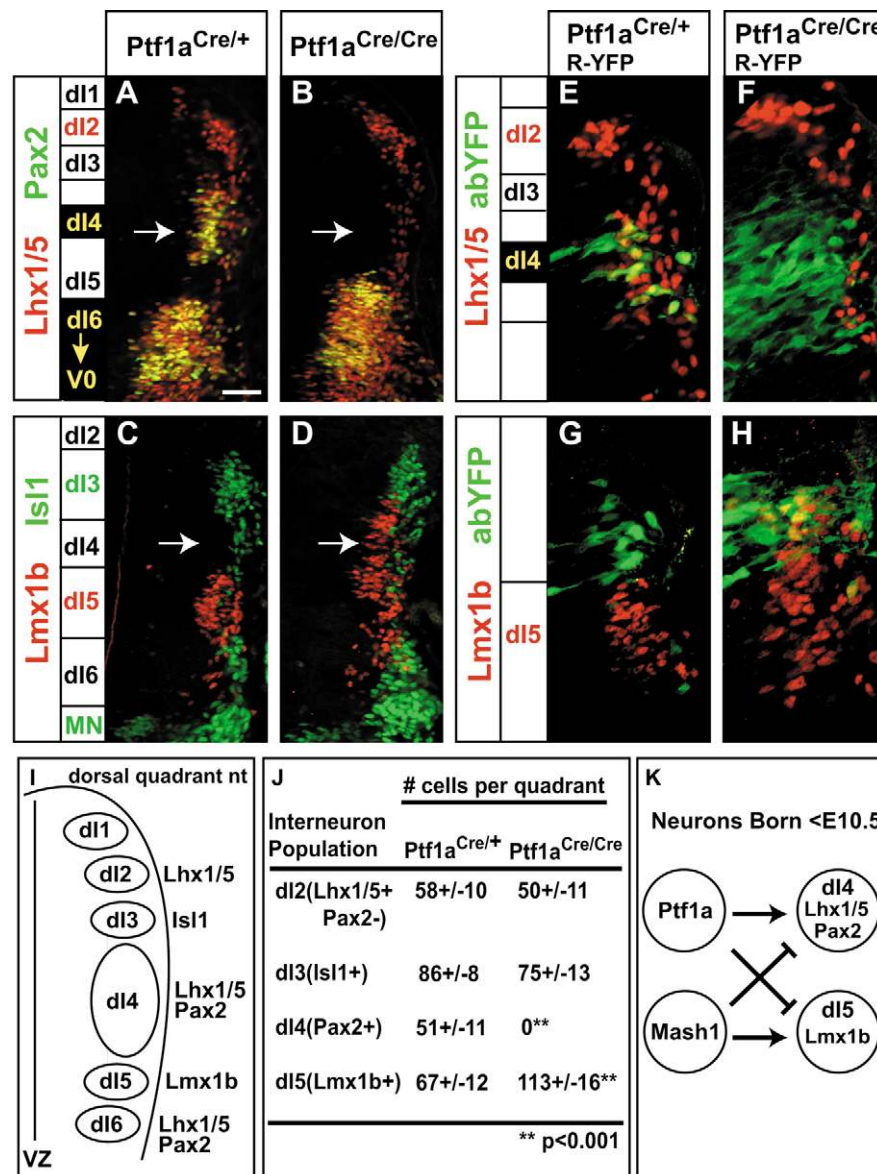 Ptf1aCre/+
Ptf1aCre/Cre
Ptf1aCre/+
R-YFP
Ptf1aCre/Cre
R-YFP
Lhx1/5 Pax2
dI1
dI2
dI3
dI4
dI5
dI6
V0
A
B
Lhx1/5 abYFP
dI2
dI3
dI4
E
F
Lmx1b Isl1
dI2
dI3
dI4
dI5
dI6
MN
C
D
Lmx1b abYFP
dI5
G
H
I dorsal quadrant nt
dI1
dI2 Lhx1/5
dI3 Isl1
dI4 Lhx1/5
Pax2
dI5 Lmx1b
dI6 Lhx1/5
Pax2
VZ
J # cells per quadrant
Interneuron
Population Ptf1aCre/+ Ptf1aCre/Cre
dI2(Lhx1/5+ 58+/-10 50+/-11
Pax2-)
dI3(Isl1+) 86+/-8 75+/-13
dI4(Pax2+) 51+/-11 0**
dI5(Lmx1b+) 67+/-12 113+/-16**
** p<0.001
K
Neurons Born <E10.5
Ptf1a
dI4
Lhx1/5
Pax2
Mash1
dI5
Lmx1b